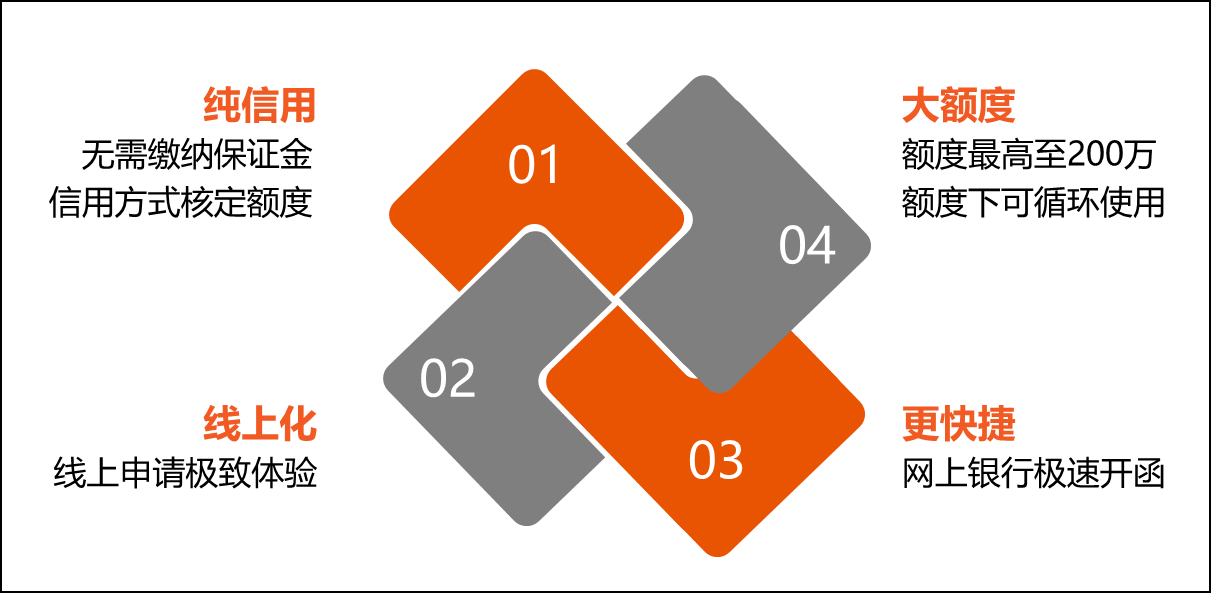 纯信用
无需缴纳保证金
信用方式核定额度
01
大额度
额度最高至200万
额度下可循环使用
04
02
线上化
线上申请极致体验
03
更快捷
网上银行极速开函